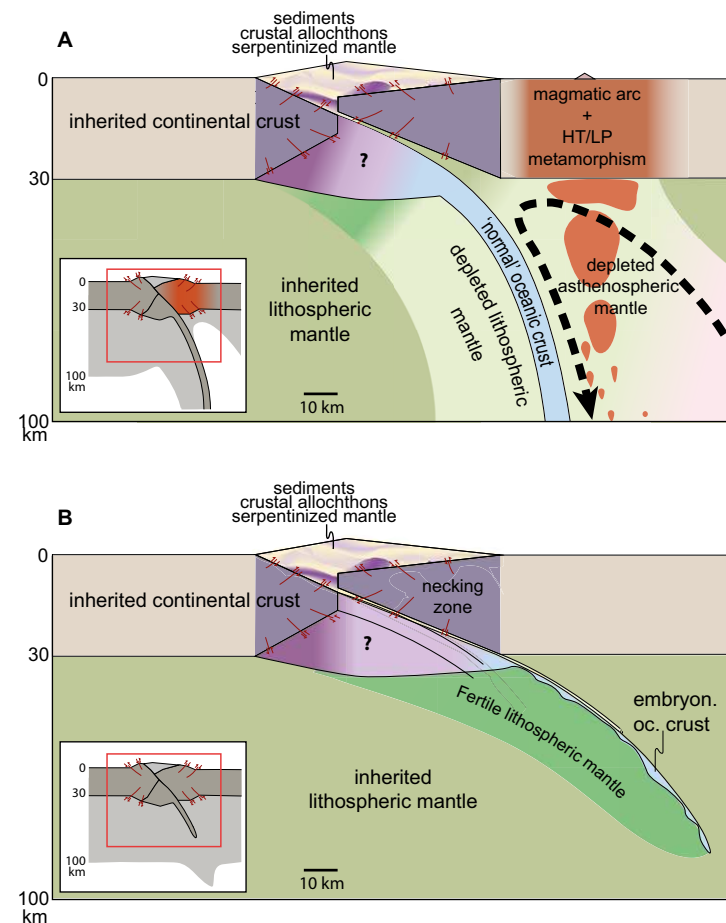 sediments
crustal allochthons
serpentinized mantle
A
0
inherited continental crust
magmatic arc
+
HT/LP
metamorphism
?
30
'normal' oceanic crust
depleted lithospheric
mantle
depleted
asthenospheric
mantle
inherited
lithospheric
mantle
0
30
100
km
10 km
100
km
sediments
crustal allochthons
serpentinized mantle
B
0
inherited continental crust
necking
zone
?
30
Fertile lithospheric mantle
embryon.
oc. crust
inherited
lithospheric mantle
0
30
100
km
10 km
100
km